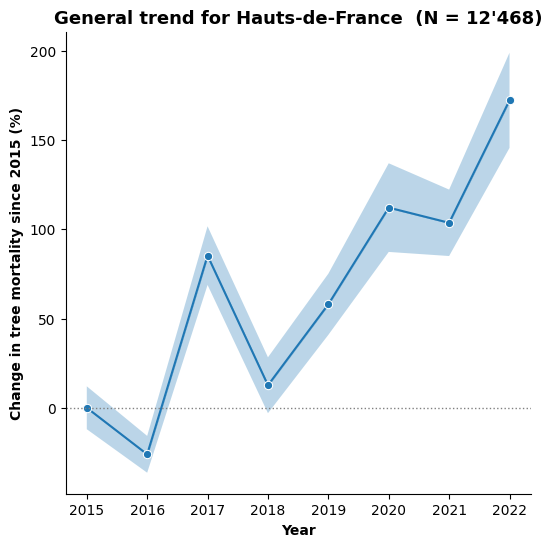 General trend for Hauts-de-France (N = 12'468)
Change in tree mortality since 2015 (%)
200
150
100
50
0
2015 2016 2017 2018 2019 2020 2021 2022
Year